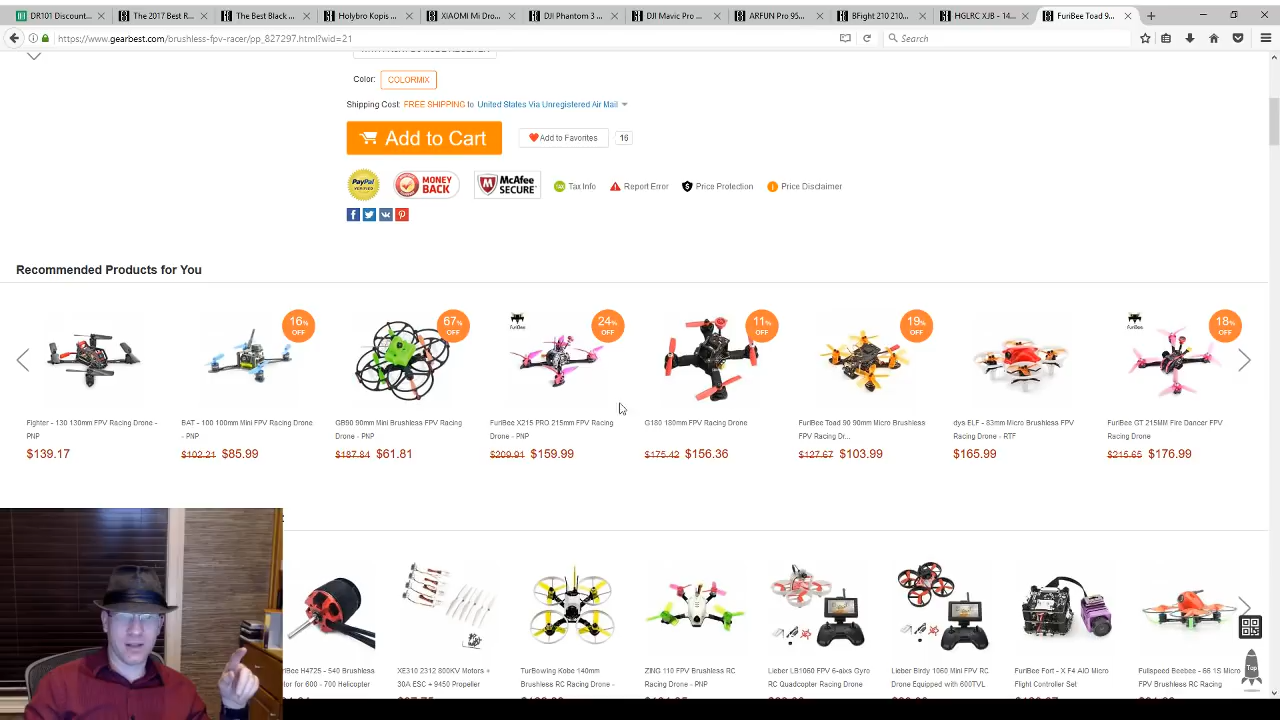 DR101 Discount...
The 2017 Best R...
The Best Black ...
Holybro Kopis ...
XIAOMI Mi Dro...
DJI Phantom 3 ...
DJI Mavic Pro ...
ARFUN Pro 95...
BFight 210 210...
HGLRC XJB - 14...
FuriBee Toad 9...
https://www.gearbest.com/brushless-fpv-racer/pp_827297.html?wid=21
Search
Color: COLORMIX
Shipping Cost: FREE SHIPPING to United States Via Unregistered Air Mail
Add to Cart
Add to Favorites 16
PayPal VERIFIED
MONEY BACK
McAfee SECURE
Tax Info
Report Error
Price Protection
Price Disclaimer
Recommended Products for You
16% OFF
67% OFF
FuriBee
24% OFF
11% OFF
19% OFF
FuriBee
18% OFF
Fighter - 130 130mm FPV Racing Drone -
PNP
$139.17
BAT - 100 100mm Mini FPV Racing Drone
- PNP
$102.21 $85.99
GB90 90mm Mini Brushless FPV Racing
Drone - PNP
$187.84 $61.81
FuriBee X215 PRO 215mm FPV Racing
Drone - PNP
$209.91 $159.99
G180 180mm FPV Racing Drone
$175.42 $156.36
FuriBee Toad 90 90mm Micro Brushless
FPV Racing Dr...
$127.67 $103.99
dys ELF - 83mm Micro Brushless FPV
Racing Drone - RTF
$165.99
FuriBee GT 215MM Fire Dancer FPV
Racing Drone
$215.65 $176.99
H4725 - 540 Brushless
for 600 - 700 Helicopter
XE310 2312 800KV Motors +
30A ESC + 9450 Propeller
TurBowing Kobe 140mm
Brushless RC Racing Drone -
ZING 110 FPV Brushless RC
Racing Drone - PNP
Lieber LB1060 FPV 6-axis Gyro
RC Quadcopter Racing Drone
Lieber Birdy 1060 Mini FPV RC
Drone Equipped with 600TVL
FuriBee Fort - X F4 AIO Micro
Flight Controller Set
Fullspeed Beebee - 66 1S Micro
FPV Brushless RC Racing
Top